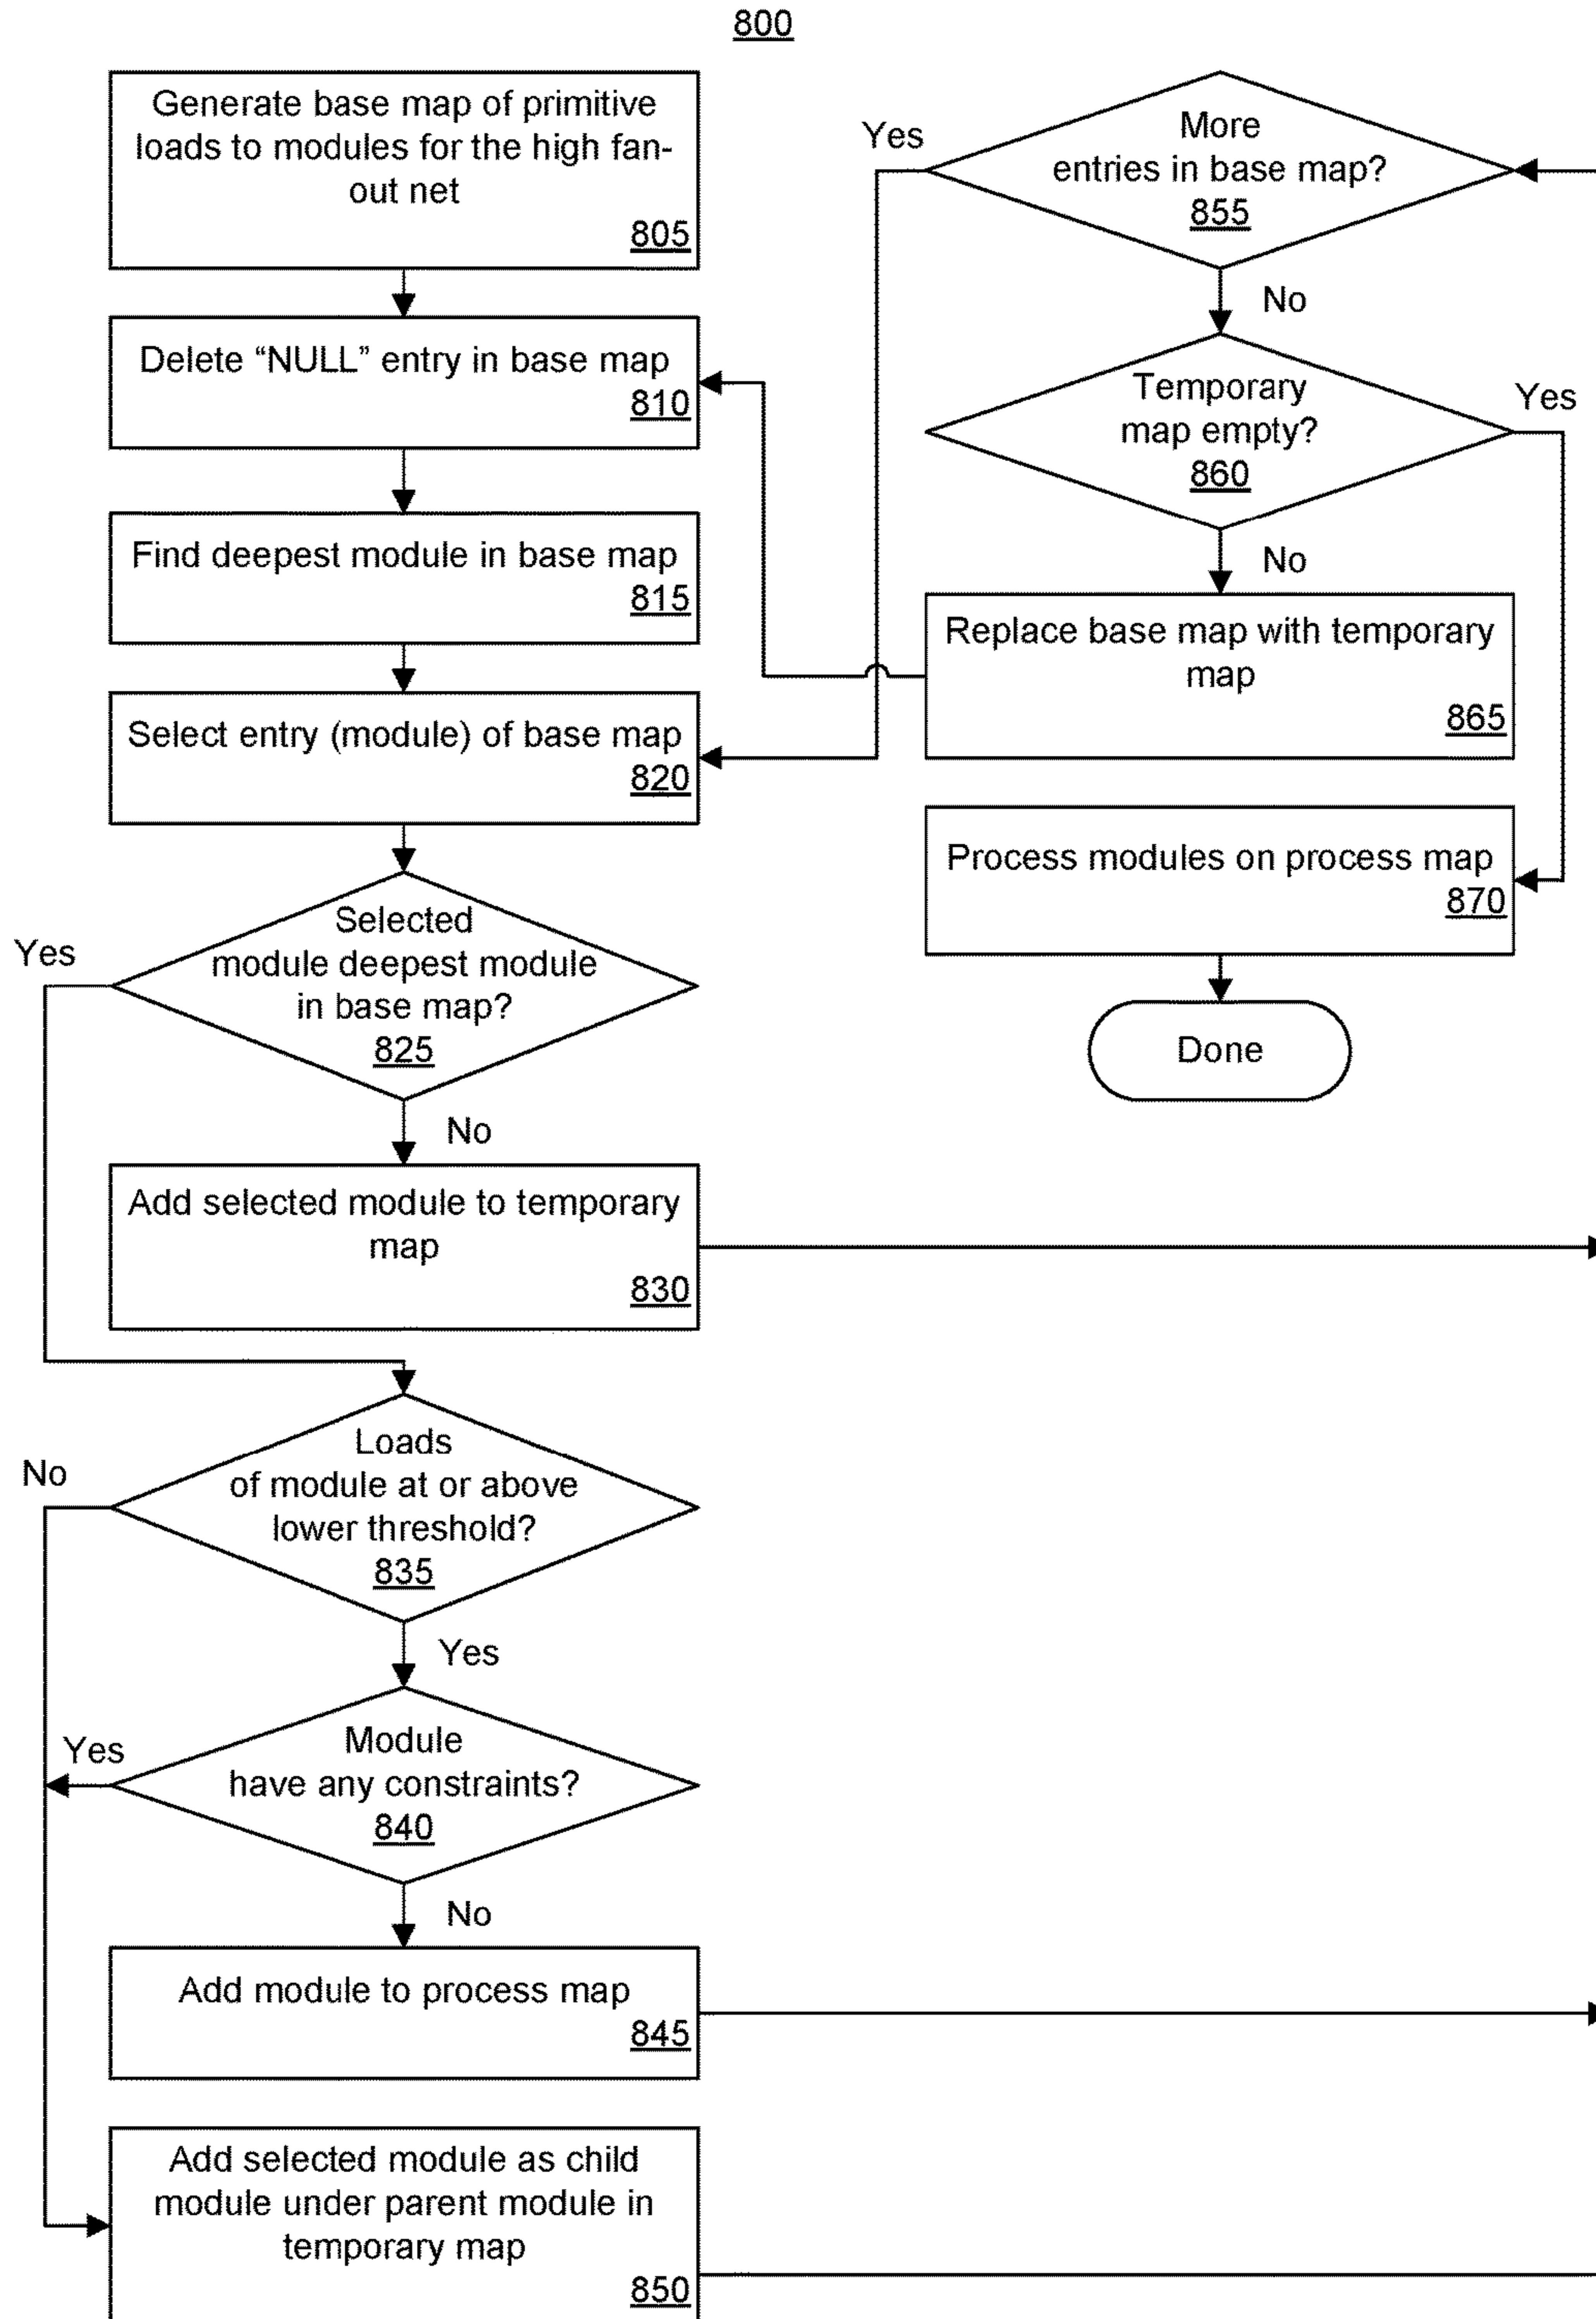 800
Generate base map of primitive
loads to modules for the high fan-
out net
805
Delete “NULL” entry in base map
810
Find deepest module in base map
815
Select entry (module) of base map
820
Selected
module deepest module
in base map?
825
Yes
No
Add selected module to temporary
map
830
Loads
of module at or above
lower threshold?
835
No
Yes
Module
have any constraints?
840
Yes
No
Add module to process map
845
Add selected module as child
module under parent module in
temporary map
850
More
entries in base map?
855
Yes
No
Temporary
map empty?
860
Yes
No
Replace base map with temporary
map
865
Process modules on process map
870
Done